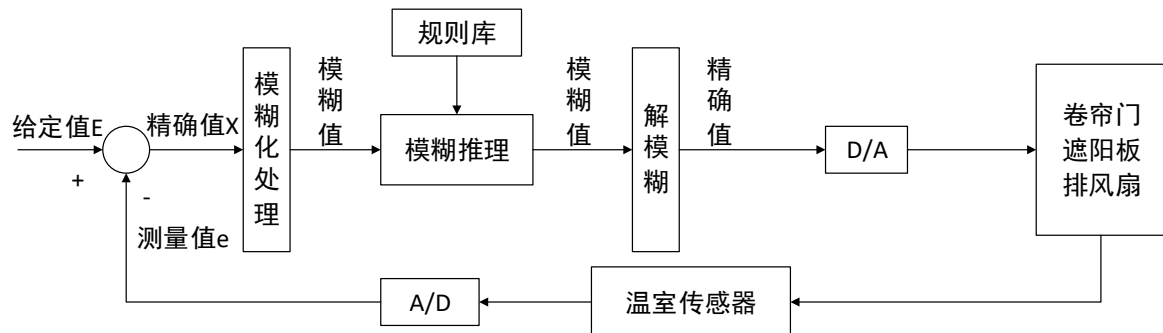 规则库
模糊化处理
模糊值
模糊值
解模糊
精确值
给定值E
精确值X
模糊推理
D/A
卷帘门
遮阳板
排风扇
+
-
测量值e
A/D
温室传感器